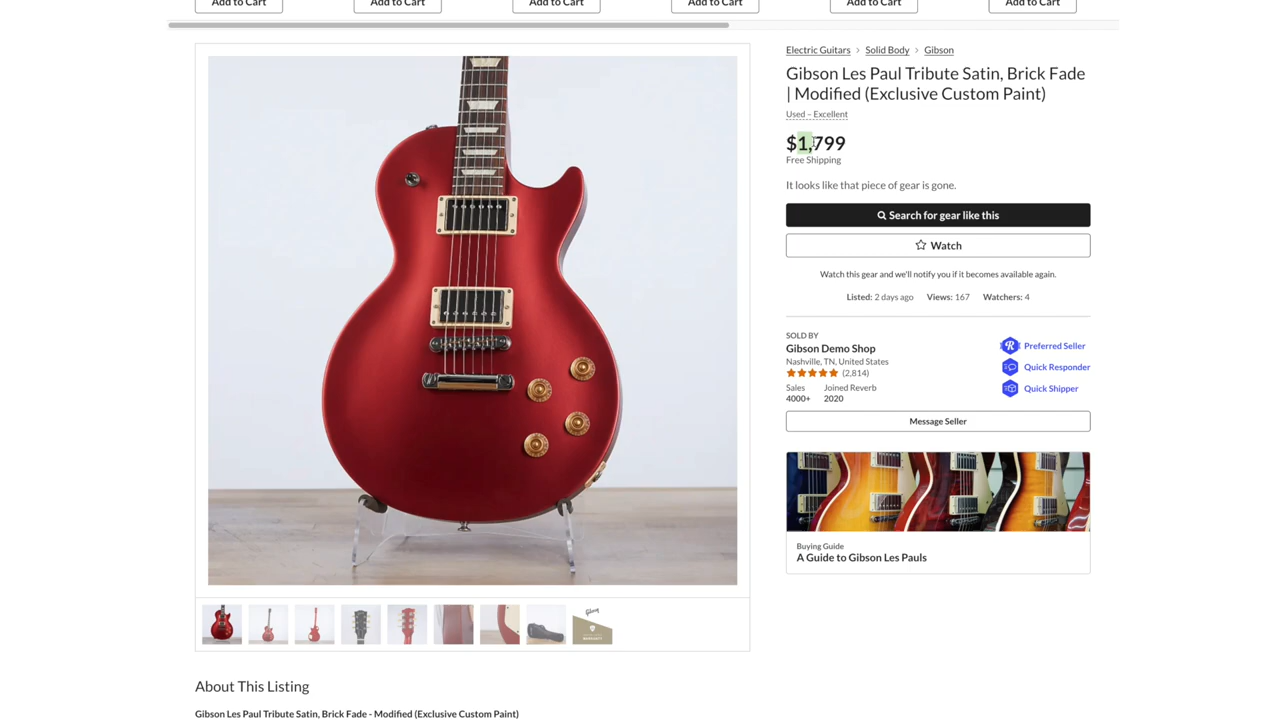 Add to Cart
Add to Cart
Add to Cart
Add to Cart
Add to Cart
Add to Cart
Electric Guitars > Solid Body > Gibson
Gibson Les Paul Tribute Satin, Brick Fade
| Modified (Exclusive Custom Paint)
Used – Excellent
$1,799
Free Shipping
It looks like that piece of gear is gone.
Search for gear like this
Watch
Watch this gear and we'll notify you if it becomes available again.
Listed: 2 days ago Views: 167 Watchers: 4
SOLD BY
Gibson Demo Shop
Nashville, TN, United States
(2,814)
Preferred Seller
Quick Responder
Quick Shipper
Sales
4000+
Joined Reverb
2020
Message Seller
Buying Guide
A Guide to Gibson Les Pauls
Gibson
About This Listing
Gibson Les Paul Tribute Satin, Brick Fade - Modified (Exclusive Custom Paint)